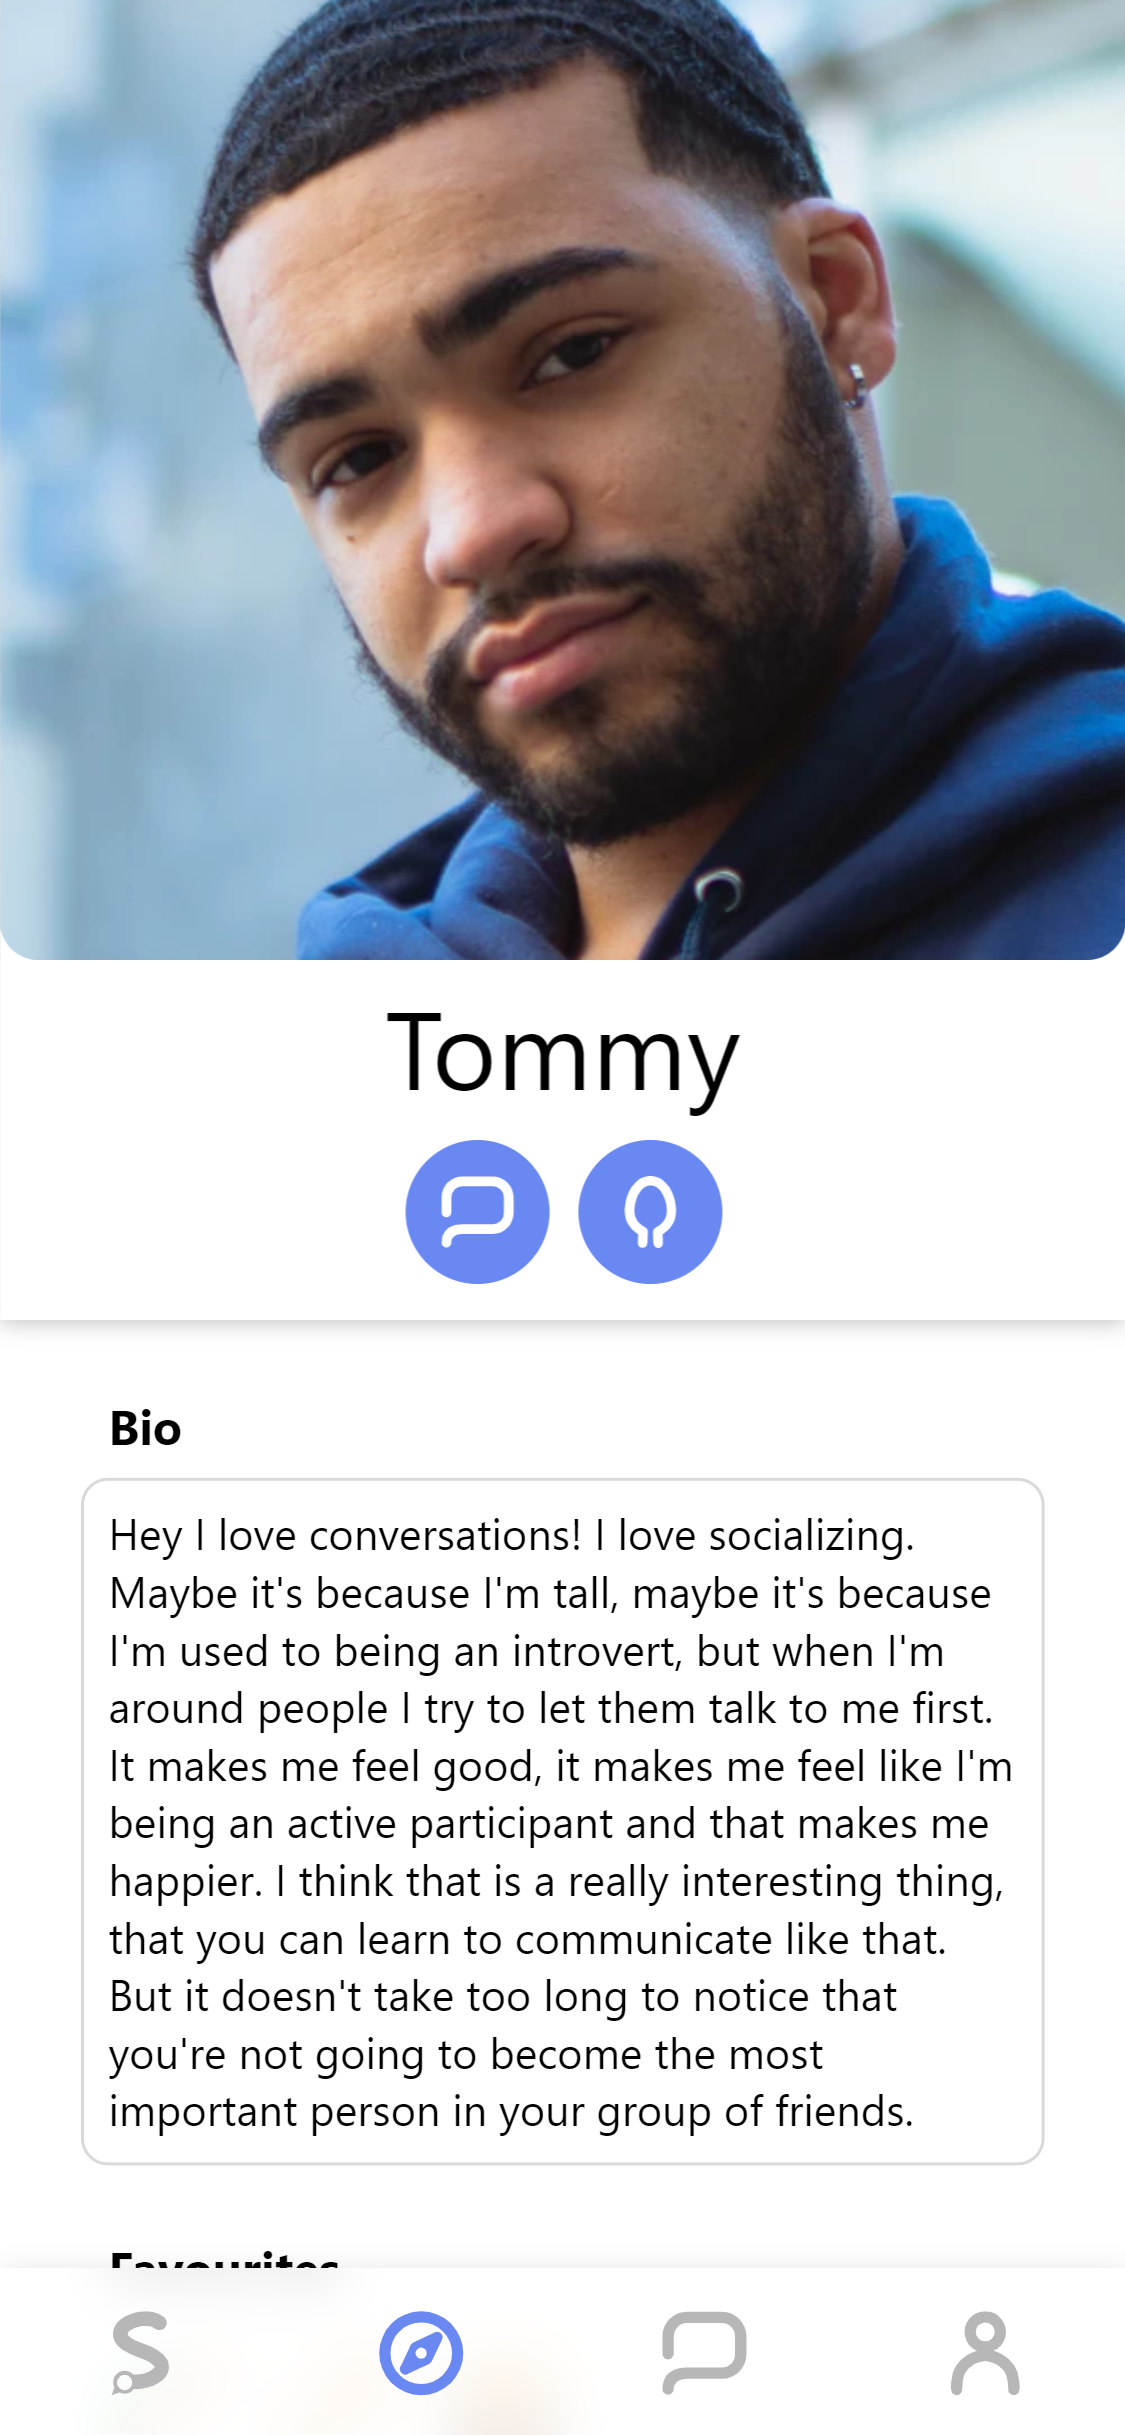 Tommy
Bio
Hey I love conversations! I love socializing.
Maybe it's because I'm tall, maybe it's because
I'm used to being an introvert, but when I'm
around people I try to let them talk to me first.
It makes me feel good, it makes me feel like I'm
being an active participant and that makes me
happier. I think that is a really interesting thing,
that you can learn to communicate like that.
But it doesn't take too long to notice that
you're not going to become the most
important person in your group of friends.
Favourites